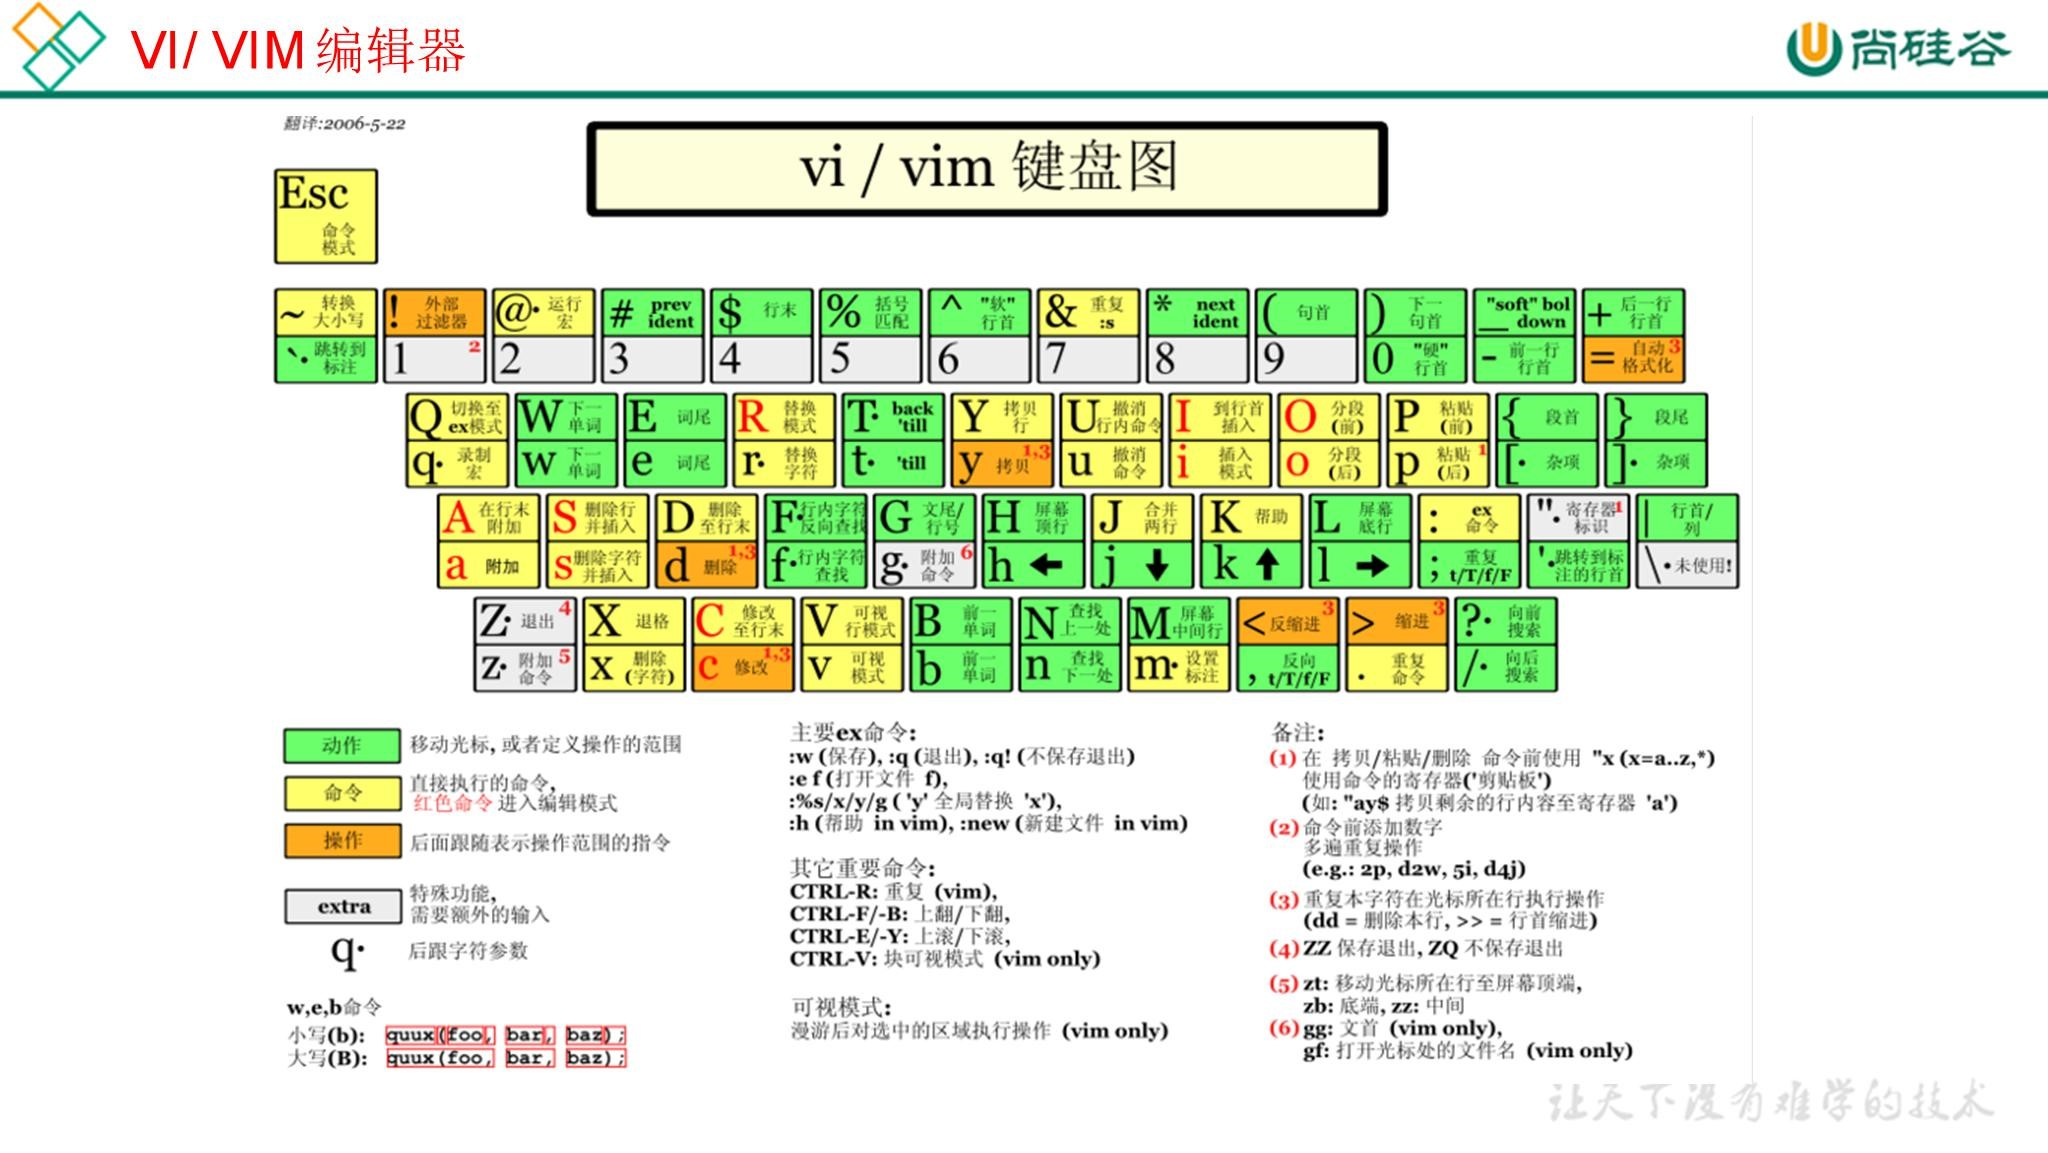 VI/ VIM 编辑器
尚硅谷
翻译:2006-5-22
vi / vim 键盘图
Esc
命令
模式
~ 转换
大小写
! 外部
过滤器
@· 运行
宏
# prev
ident
$ 行末
% 括号
匹配
^ "软"
行首
& 重复
:s
* next
ident
( 句首
) 下一
句首
"soft" bol
_ down
+ 后一行
行首
`· 跳转到
标注
1 2
2
3
4
5
6
7
8
9
0 "硬"
行首
- 前一行
行首
= 自动 3
格式化
Q 切换至
ex模式
W 下一
单词
E 词尾
R 替换
模式
T· back
'till
Y 拷贝
行
U 撤消
行内命令
I 到行首
插入
O 分段
(前)
P 粘贴
(前)
{ 段首
} 段尾
q· 录制
宏
w 下一
单词
e 词尾
r· 替换
字符
t· 'till
y 拷贝 1,3
u 撤消
命令
i 插入
模式
o 分段
(后)
p 粘贴 1
(后)
[· 杂项
]· 杂项
A 在行末
附加
S 删除行
并插入
D 删除
至行末
F· 行内字符
反向查找
G 文尾/
行号
H 屏幕
顶行
J 合并
两行
K 帮助
L 屏幕
底行
: ex
命令
"· 寄存器 1
标识
| 行首/
列
a 附加
s 删除字符
并插入
d 删除 1,3
f· 行内字符
查找
g· 附加 6
命令
h ←
j ↓
k ↑
l →
; 重复
t/T/f/F
'· 跳转到标
注的行首
\· 未使用!
Z· 退出 4
X 退格
C 修改
至行末
V 可视
行模式
B 前一
单词
N 查找
上一处
M 屏幕
中间行
< 反缩进 3
> 缩进 3
?· 向前
搜索
z· 附加 5
命令
x 删除
(字符)
c 修改 1,3
v 可视
模式
b 前一
单词
n 查找
下一处
m· 设置
标注
, 反向
t/T/f/F
. 重复
命令
/· 向后
搜索
动作 移动光标, 或者定义操作的范围
命令 直接执行的命令,
红色命令 进入编辑模式
操作 后面跟随表示操作范围的指令
extra 特殊功能,
需要额外的输入
q· 后跟字符参数
w,e,b命令
小写(b): quux(foo, bar, baz);
大写(B): quux(foo, bar, baz);
主要ex命令:
:w (保存), :q (退出), :q! (不保存退出)
:e f (打开文件 f),
:%s/x/y/g ( 'y' 全局替换 'x'),
:h (帮助 in vim), :new (新建文件 in vim)
其它重要命令:
CTRL-R: 重复 (vim),
CTRL-F/-B: 上翻/下翻,
CTRL-E/-Y: 上滚/下滚,
CTRL-V: 块可视模式 (vim only)
可视模式:
漫游后对选中的区域执行操作 (vim only)
备注:
(1) 在 拷贝/粘贴/删除 命令前使用 "x (x=a..z,*)
使用命令的寄存器('剪贴板')
(如: "ay$ 拷贝剩余的行内容至寄存器 'a')
(2) 命令前添加数字
多遍重复操作
(e.g.: 2p, d2w, 5i, d4j)
(3) 重复本字符在光标所在行执行操作
(dd = 删除本行, >> = 行首缩进)
(4) ZZ 保存退出, ZQ 不保存退出
(5) zt: 移动光标所在行至屏幕顶端,
zb: 底端, zz: 中间
(6) gg: 文首 (vim only),
gf: 打开光标处的文件名 (vim only)
让天下没有难学的技术